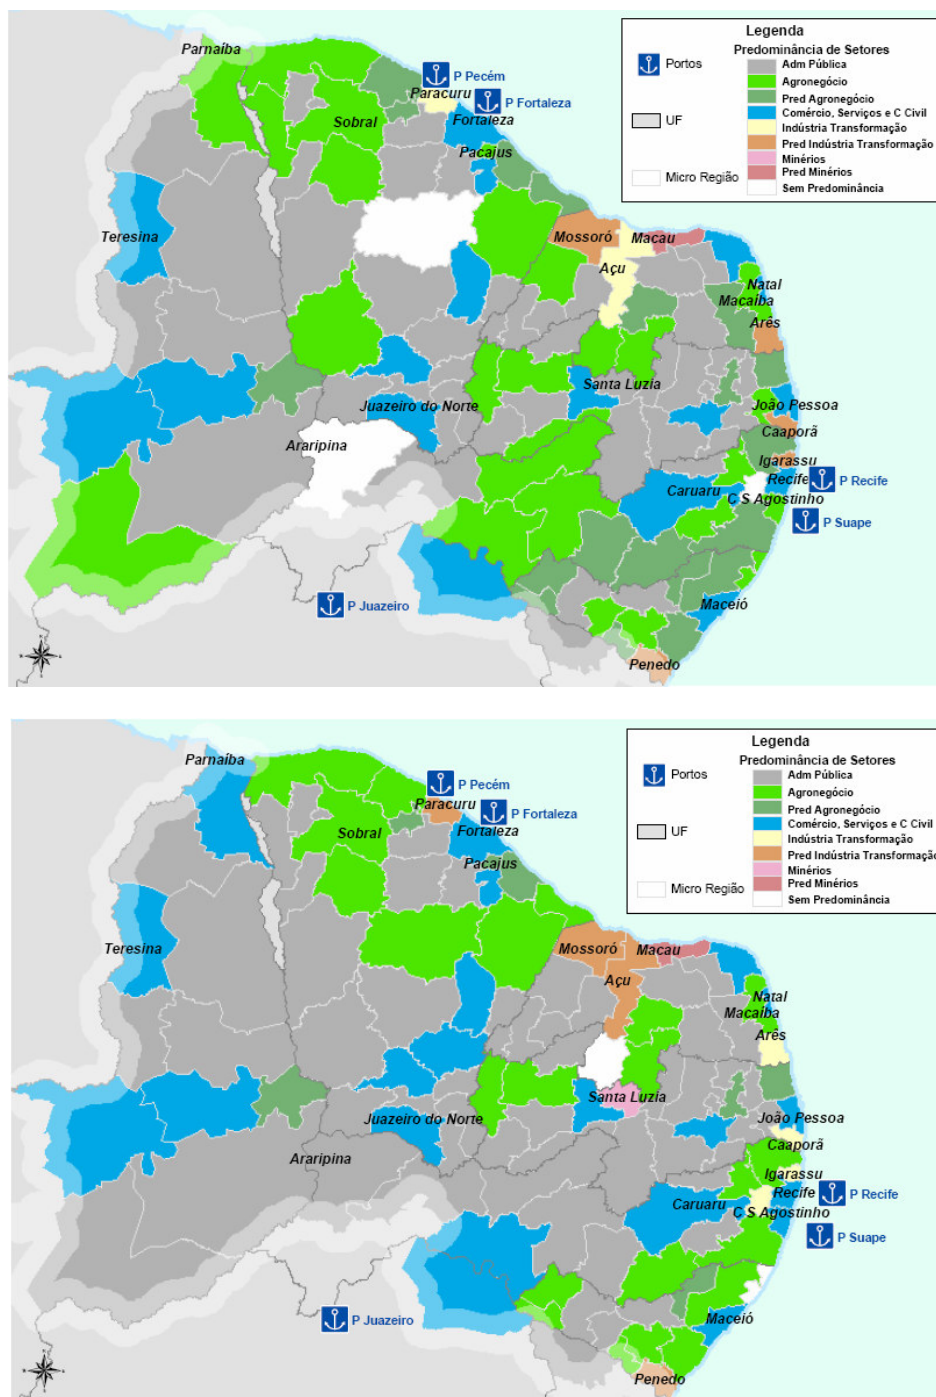 Legenda
Predominância de Setores
Portos
UF
Micro Região
Adm Pública
Agronegócio
Pred Agronegócio
Comércio, Serviços e C Civil
Indústria Transformação
Pred Indústria Transformação
Minérios
Pred Minérios
Sem Predominância
Parnaíba
P Pecém
Paracuru
P Fortaleza
Sobral
Fortaleza
Pacajus
Teresina
Mossoró
Macau
Açu
Natal
Macaíba
Arês
Santa Luzia
Juazeiro do Norte
João Pessoa
Araripina
Caaporã
Igarassu
Recife
P Recife
Caruaru
C S Agostinho
P Suape
P Juazeiro
Maceió
Penedo
Legenda
Predominância de Setores
Portos
UF
Micro Região
Adm Pública
Agronegócio
Pred Agronegócio
Comércio, Serviços e C Civil
Indústria Transformação
Pred Indústria Transformação
Minérios
Pred Minérios
Sem Predominância
Parnaíba
P Pecém
Paracuru
P Fortaleza
Sobral
Fortaleza
Pacajus
Teresina
Mossoró
Macau
Açu
Natal
Macaíba
Arês
Santa Luzia
Juazeiro do Norte
João Pessoa
Caaporã
Araripina
Igarassu
Recife
P Recife
Caruaru
C S Agostinho
P Suape
P Juazeiro
Maceió
Penedo